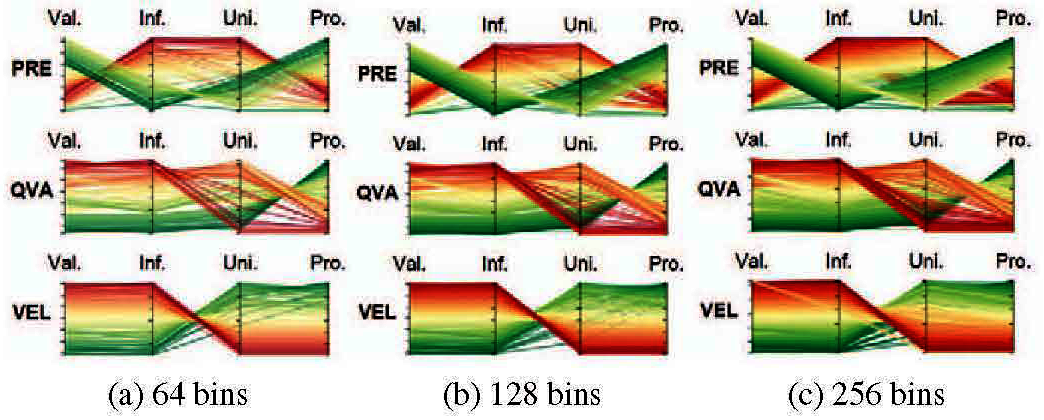 Val. Inf. Uni. Pro. Val. Inf. Uni. Pro. Val. Inf. Uni. Pro.
PRE PRE PRE
Val. Inf. Uni. Pro. Val. Inf. Uni. Pro. Val. Inf. Uni. Pro.
QVA QVA QVA
Val. Inf. Uni. Pro. Val. Inf. Uni. Pro. Val. Inf. Uni. Pro.
VEL VEL VEL
(a) 64 bins (b) 128 bins (c) 256 bins